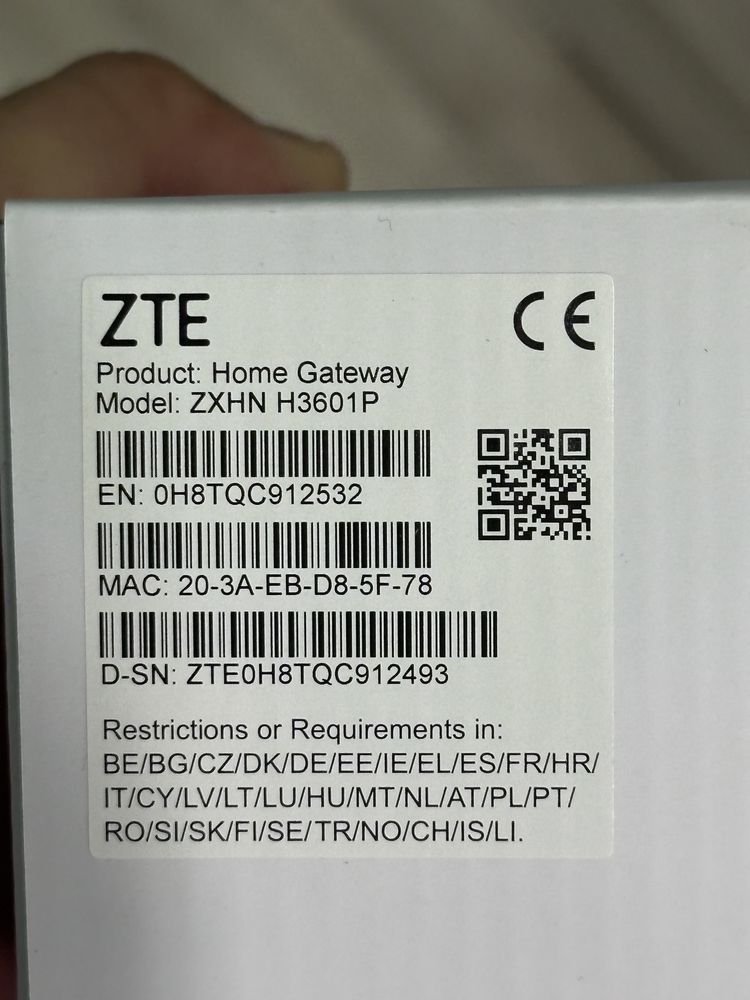 ZTE
CE
Product: Home Gateway
Model: ZXHN H3601P
EN: 0H8TQC912532
MAC: 20-3A-EB-D8-5F-78
D-SN: ZTE0H8TQC912493
Restrictions or Requirements in:
BE/BG/CZ/DK/DE/EE/IE/EL/ES/FR/HR/
IT/CY/LV/LT/LU/HU/MT/NL/AT/PL/PT/
RO/SI/SK/FI/SE/TR/NO/CH/IS/LI.